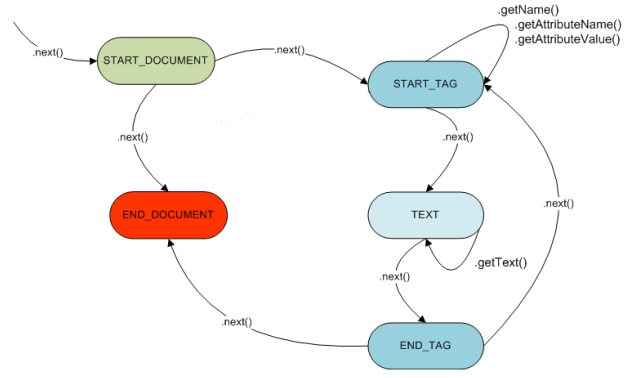 .getName()
.getAttributeName()
.getAttributeValue()
.next()
START_DOCUMENT
.next()
START_TAG
.next()
.next()
.next()
END_DOCUMENT
TEXT
.getText()
.next()
.next()
END_TAG